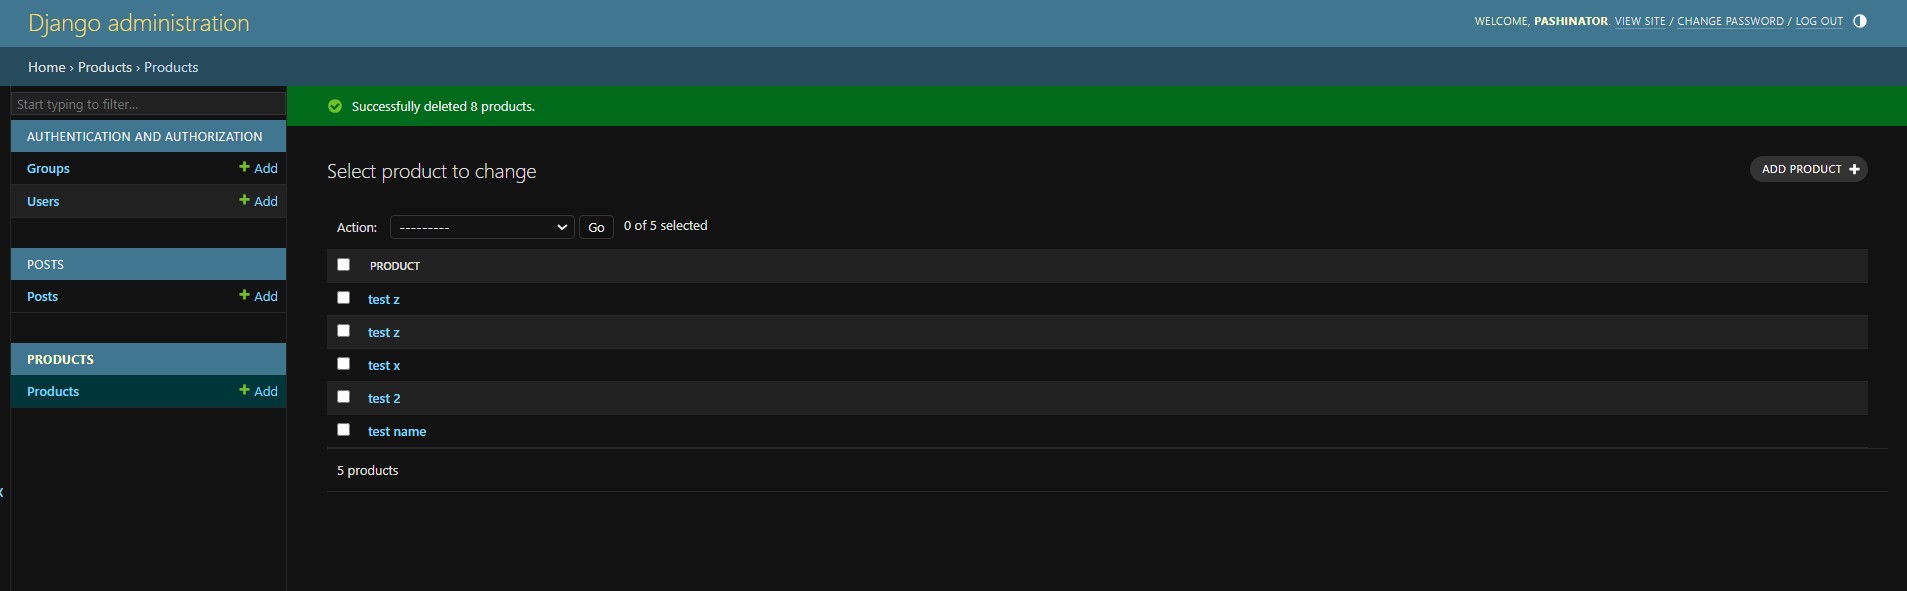 Django administration
WELCOME, PASHINATOR. VIEW SITE / CHANGE PASSWORD / LOG OUT
Home › Products › Products
Start typing to filter...
AUTHENTICATION AND AUTHORIZATION
Groups + Add
Users + Add
POSTS
Posts + Add
PRODUCTS
Products + Add
Successfully deleted 8 products.
Select product to change
ADD PRODUCT +
Action: --------- Go 0 of 5 selected
PRODUCT
test z
test z
test x
test 2
test name
5 products